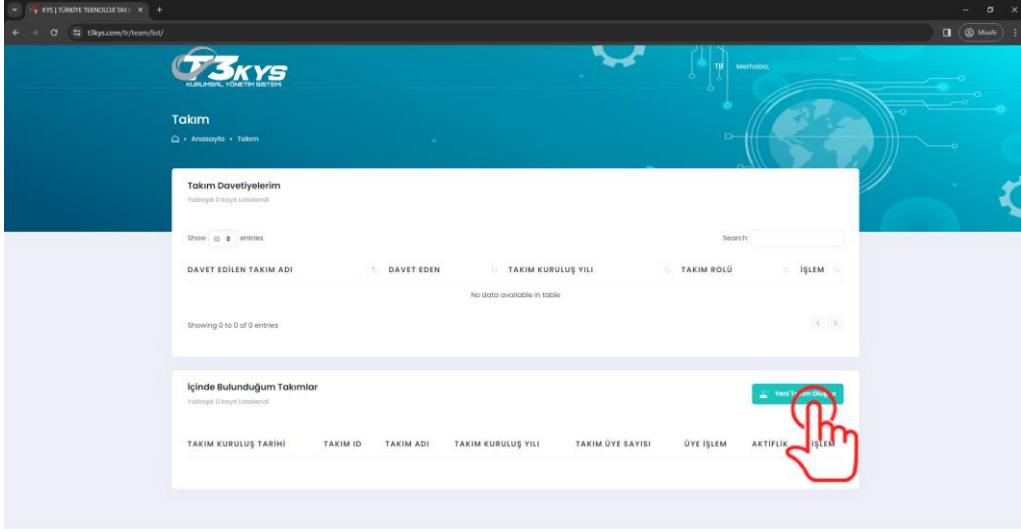 KYS | TÜRKİYE TEKNOLOJİ TAKI
t3kys.com/tr/team/list/
Misafir
T3 KYS
KURUMSAL YÖNETİM SİSTEMİ
Merhaba,
Takım
Anasayfa • Takım
Takım Davetiyelerim
Yaklaşık 0 kayıt Listelendi
Show 10 entries
Search:
DAVET EDİLEN TAKIM ADI DAVET EDEN TAKIM KURULUŞ YILI TAKIM ROLÜ İŞLEM
No data available in table
Showing 0 to 0 of 0 entries
İçinde Bulunduğum Takımlar
Yaklaşık 0 kayıt Listelendi
Yeni
TAKIM KURULUŞ TARİHİ TAKIM ID TAKIM ADI TAKIM KURULUŞ YILI TAKIM ÜYE SAYISI ÜYE İŞLEM AKTİFLİK İŞLEM